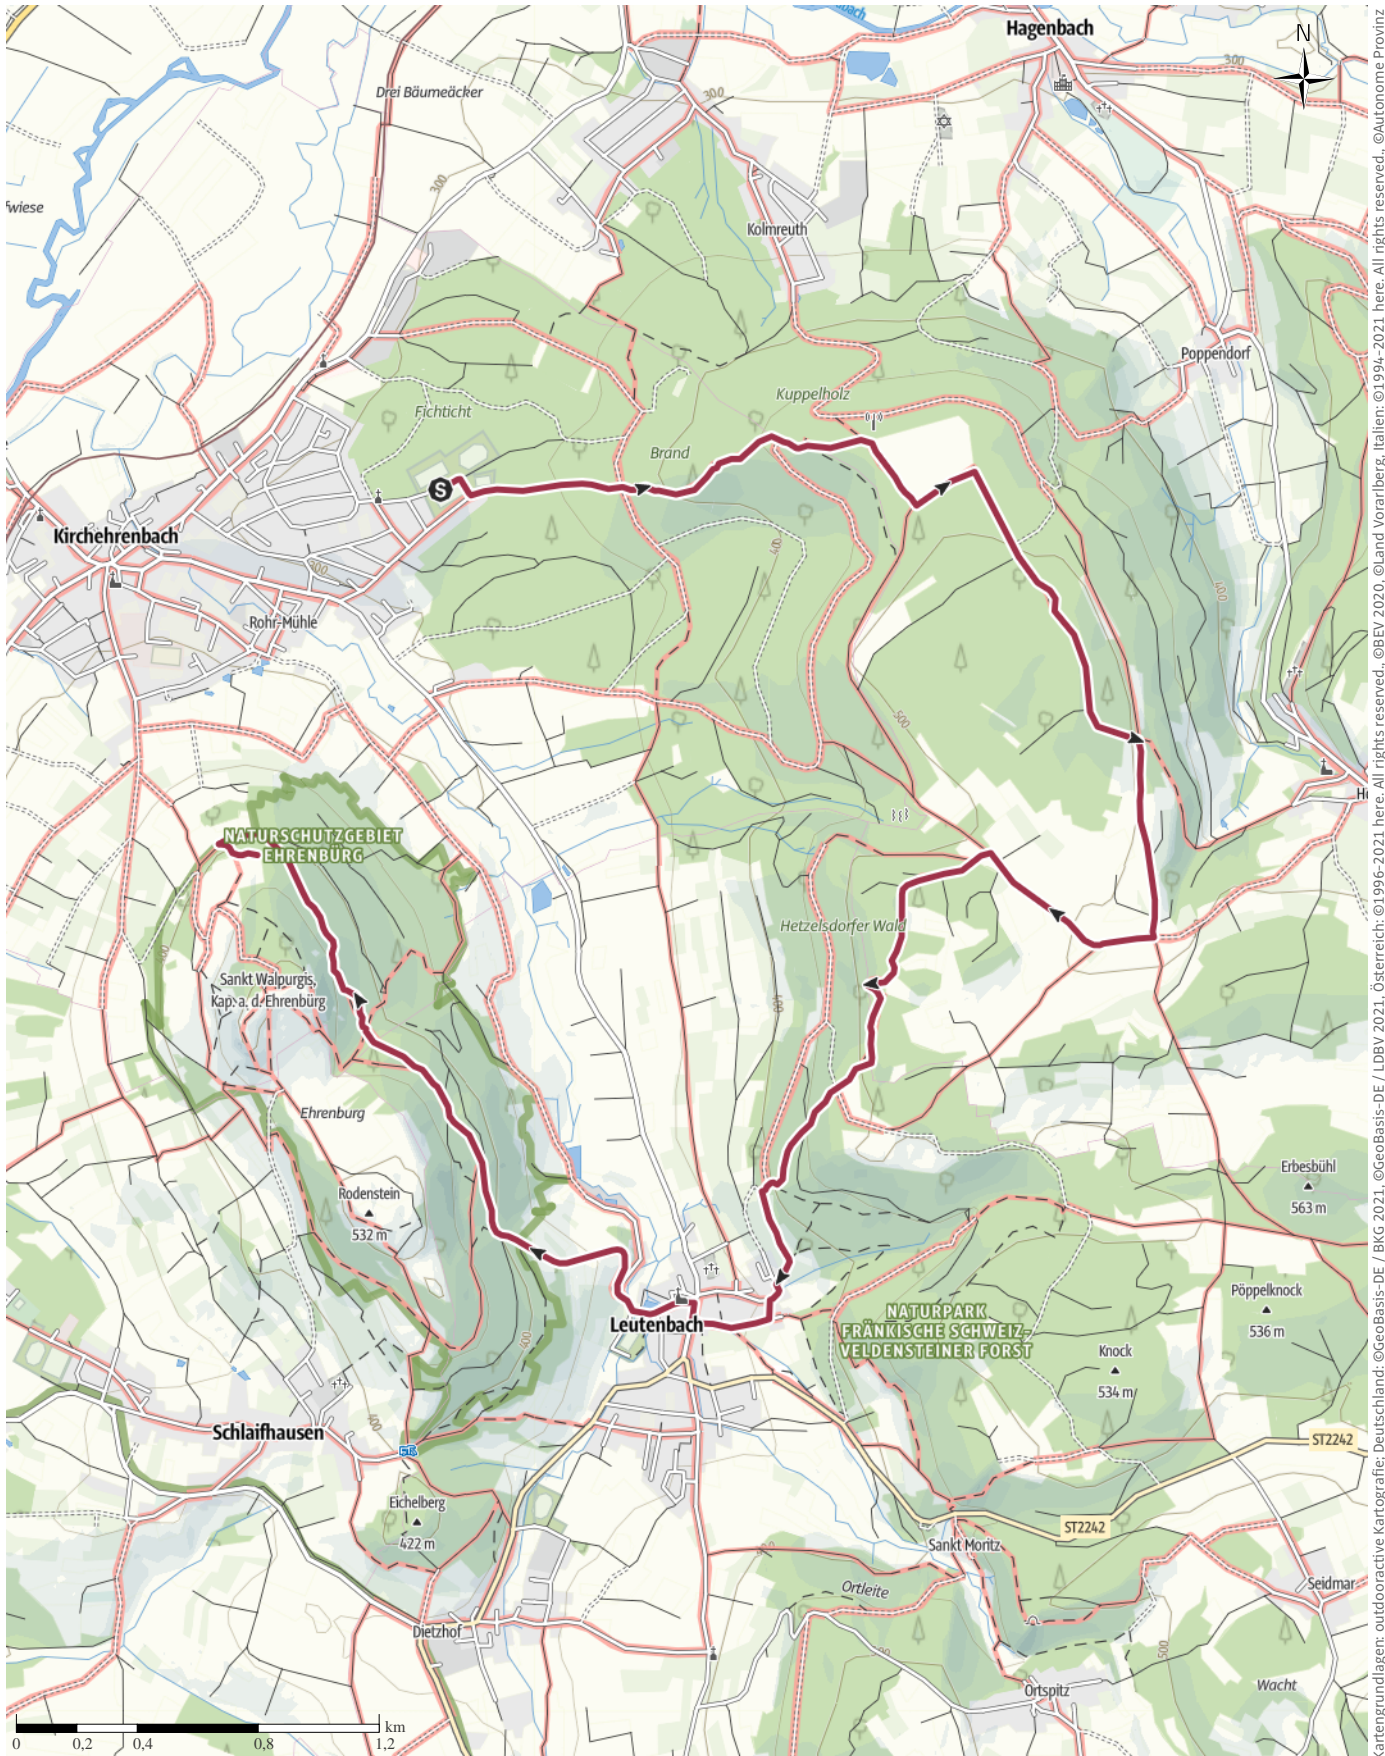 Hagenbach
N
300
Drei Bäumeäcker
300
300
fwiese
Kolmreuth
Poppendorf
Kuppelholz
Fichticht
Brand
S
Kirchehrenbach
400
300
400
Rohr-Mühle
500
Ho
NATURSCHUTZGEBIET
EHRENBÜRG
Hetzelsdorfer Wald
400
Sankt Walpurgis,
Kap. a. d. Ehrenbürg
400
Ehrenburg
Erbesbühl
563 m
Rodenstein
532 m
Pöppelknock
536 m
NATURPARK
FRÄNKISCHE SCHWEIZ-
VELDENSTEINER FORST
Leutenbach
400
Knock
534 m
Schlaifhausen
400
ST2242
Eichelberg
422 m
ST2242
Sankt Moritz
Ortleite
Seidmar
Dietzhof
500
Ortspitz
Wacht
km
0
0,2
0,4
0,8
1,2
artengrundlagen: outdooractive Kartografie; Deutschland: ©GeoBasis-DE / BKG 2021, ©GeoBasis-DE / LDBV 2021, Österreich: ©1996-2021 here. All rights reserved., ©BEV 2020, ©Land Vorarlberg, Italien: ©1994-2021 here. All rights reserved., ©Autonome Provinz